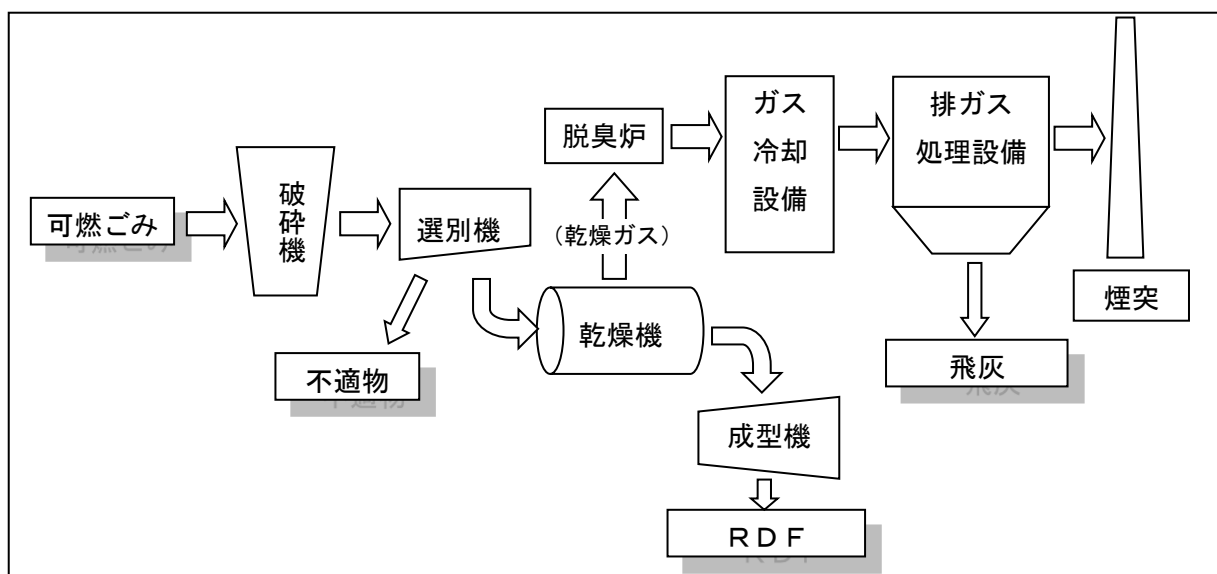 可燃ごみ
破砕機
選別機
不適物
(乾燥ガス)
乾燥機
脱臭炉
ガス
冷却
設備
排ガス
処理設備
煙突
飛灰
成型機
ＲＤＦ